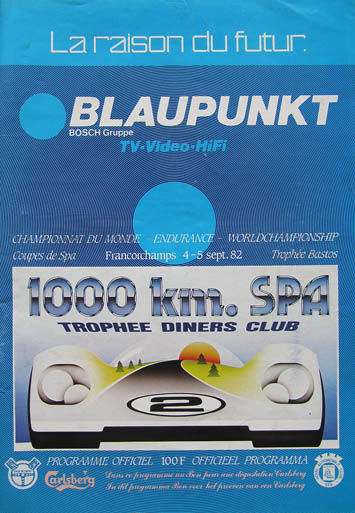 La raison du futur.
BLAUPUNKT
BOSCH Gruppe
TV-Video-HiFi
CHAMPIONNAT DU MONDE - ENDURANCE - WORLDCHAMPIONSHIP
Coupes de Spa Francorchamps 4-5 sept. 82 Trophée Bastos
1000 km. SPA
TROPHEE DINERS CLUB
2
PROGRAMME OFFICIEL 100F OFFICIEEL PROGRAMMA
Carlsberg
Dans ce programme un Bon pour une dégustation Carlsberg
In dit programma Bon voor het proeven van een Carlsberg